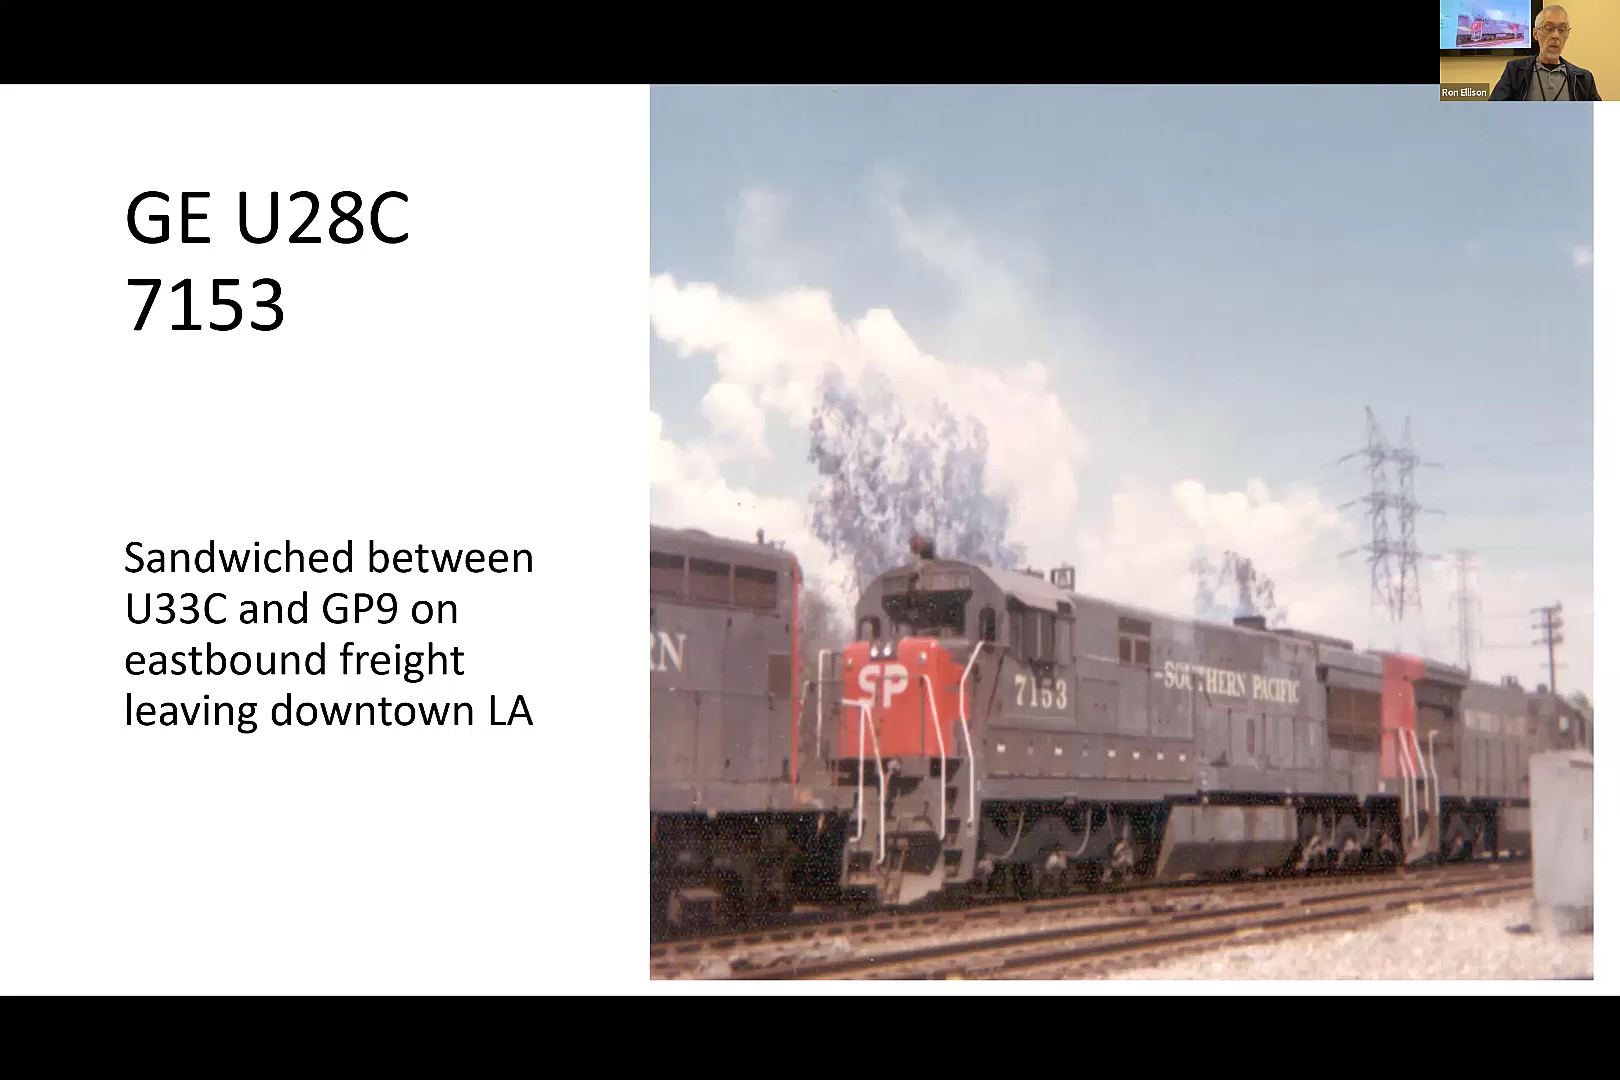 GE U28C
7153
Sandwiched between
U33C and GP9 on
eastbound freight
leaving downtown LA
Ron Ellison
RN
SP
7153
SOUTHERN PACIFIC